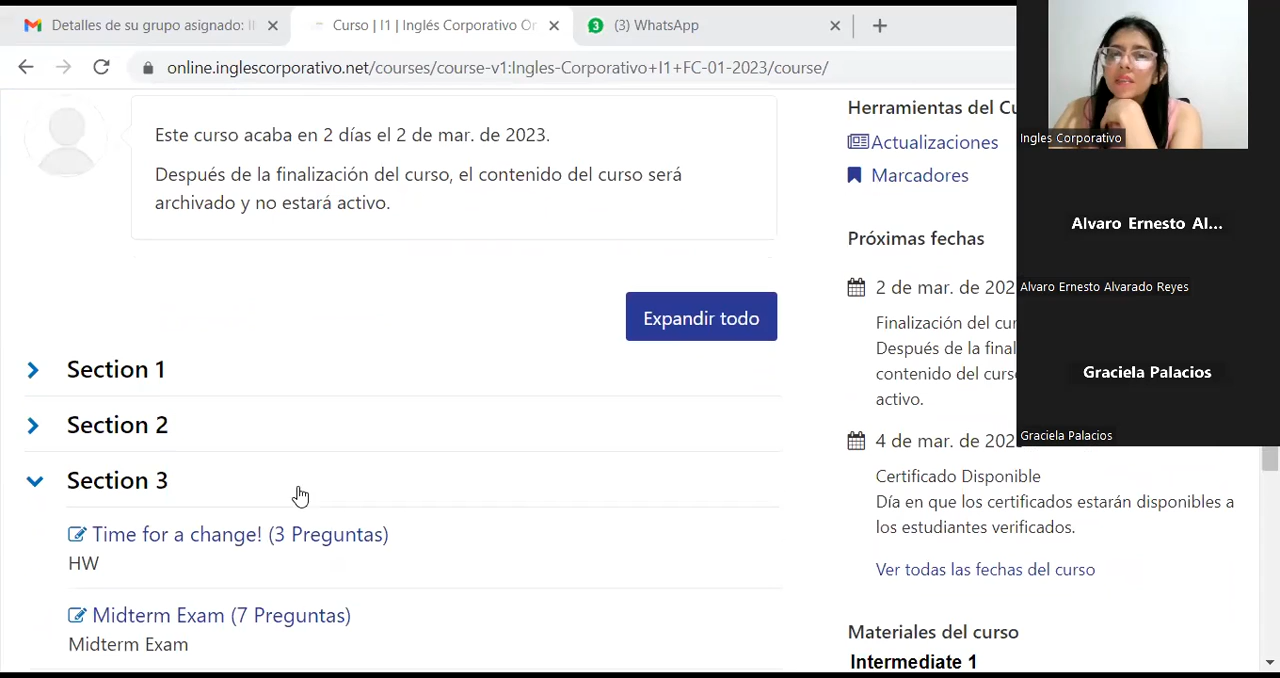 Detalles de su grupo asignado: I
Curso | I1 | Inglés Corporativo On
3
(3) WhatsApp
online.inglescorporativo.net/courses/course-v1:Ingles-Corporativo+I1+FC-01-2023/course/
Este curso acaba en 2 días el 2 de mar. de 2023.
Después de la finalización del curso, el contenido del curso será
archivado y no estará activo.
Expandir todo
Section 1
Section 2
Section 3
Time for a change! (3 Preguntas)
HW
Midterm Exam (7 Preguntas)
Midterm Exam
Herramientas del Cu
Actualizaciones
Marcadores
Próximas fechas
2 de mar. de 202
Finalización del cur
Después de la final
contenido del curso
activo.
4 de mar. de 202
Certificado Disponible
Día en que los certificados estarán disponibles a
los estudiantes verificados.
Ver todas las fechas del curso
Materiales del curso
Intermediate 1
Ingles Corporativo
Alvaro Ernesto Al...
Alvaro Ernesto Alvarado Reyes
Graciela Palacios
Graciela Palacios